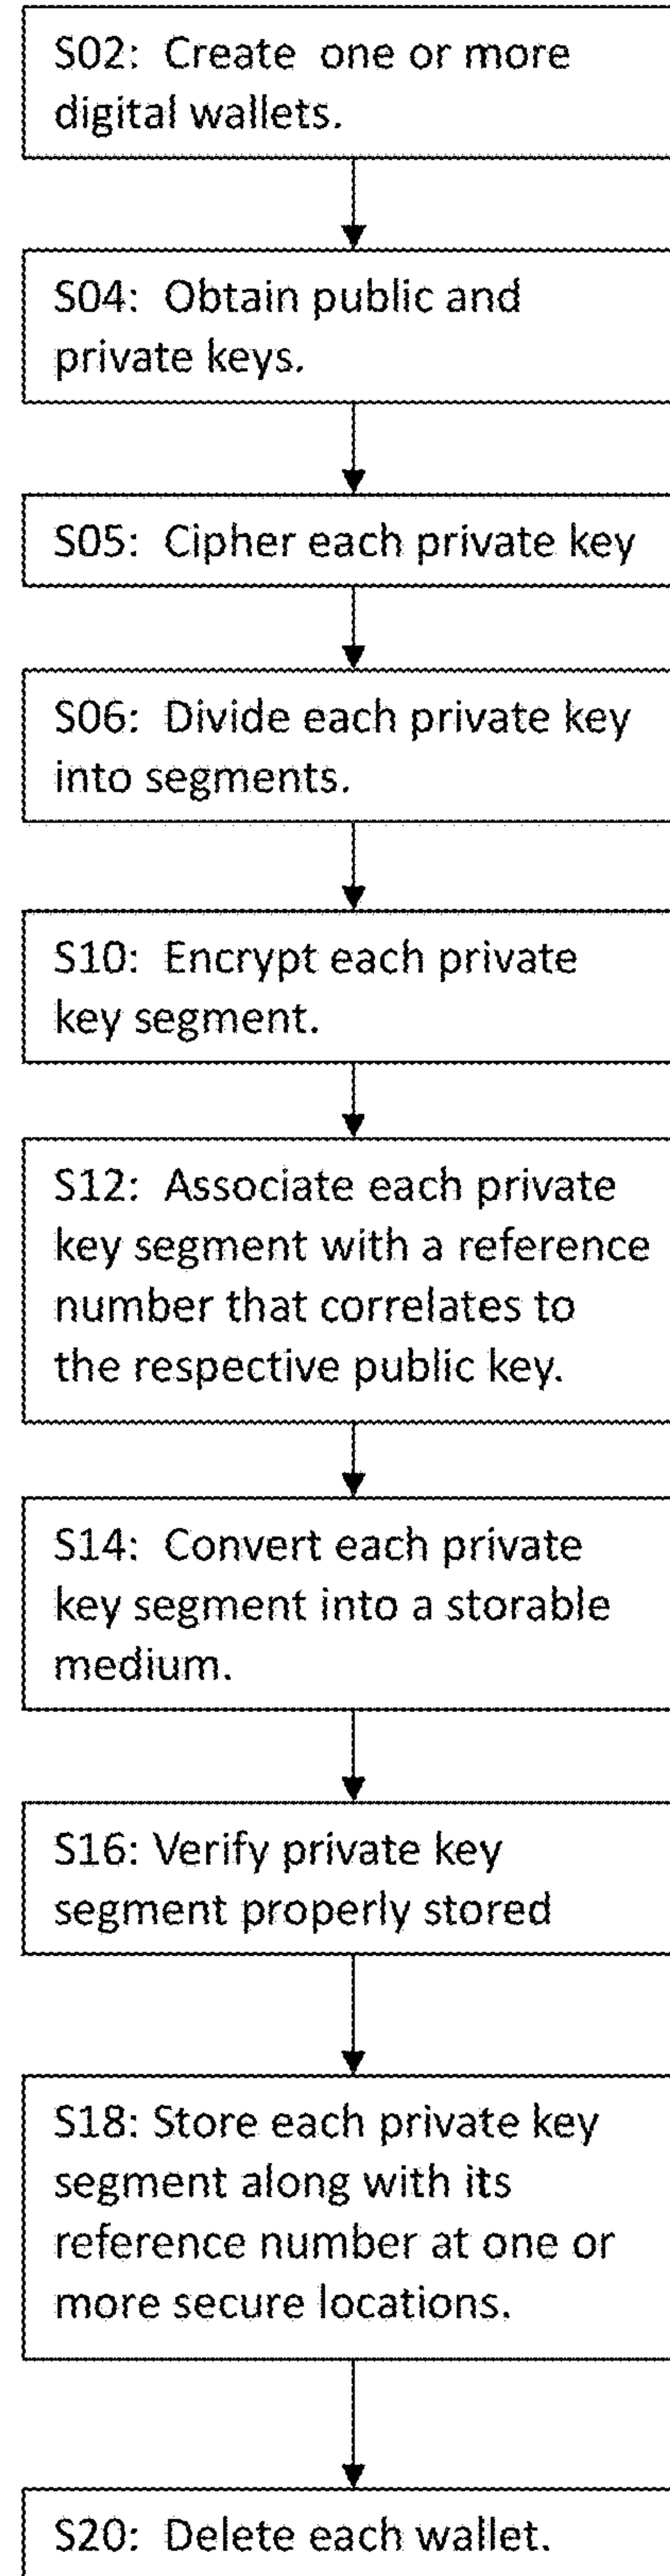 S02: Create one or more
digital wallets.
S04: Obtain public and
private keys.
S05: Cipher each private key
S06: Divide each private key
into segments.
S10: Encrypt each private
key segment.
S12: Associate each private
key segment with a reference
number that correlates to
the respective public key.
S14: Convert each private
key segment into a storable
medium.
S16: Verify private key
segment properly stored
S18: Store each private key
segment along with its
reference number at one or
more secure locations.
S20: Delete each wallet.